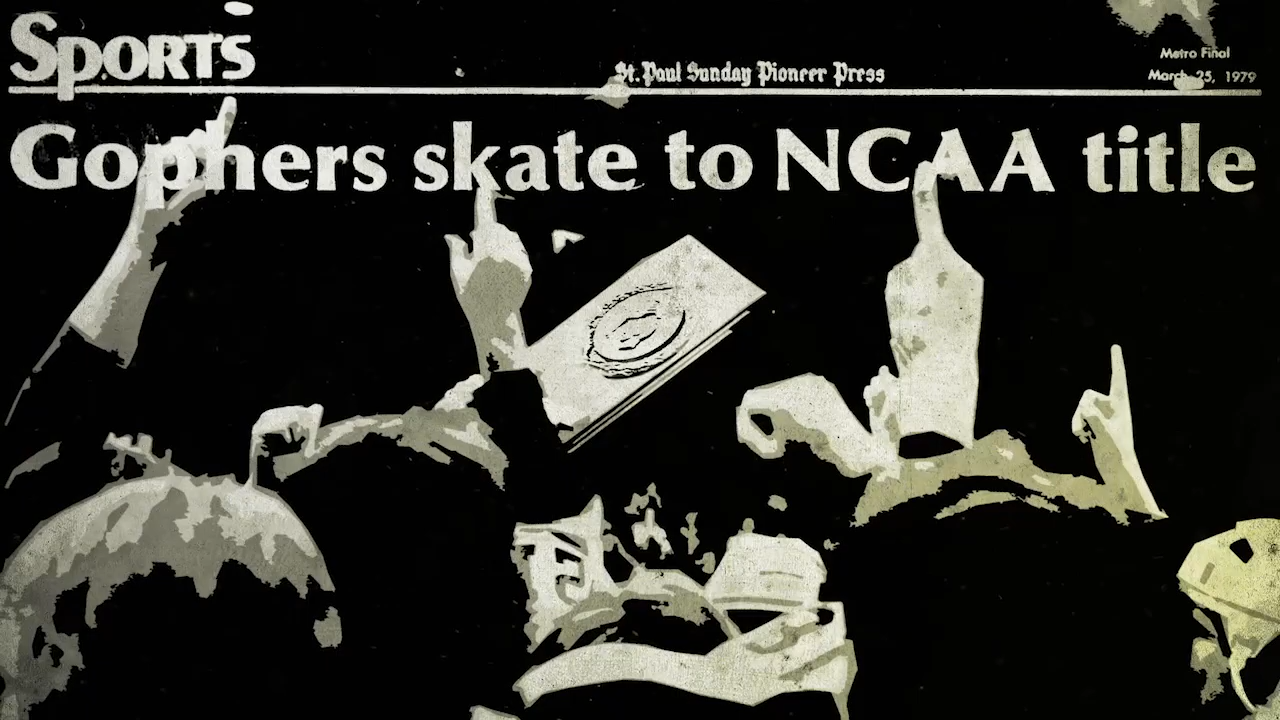 SPORTS
St. Paul Sunday Pioneer Press
Metro Final
March 25, 1979
Gophers skate to NCAA title